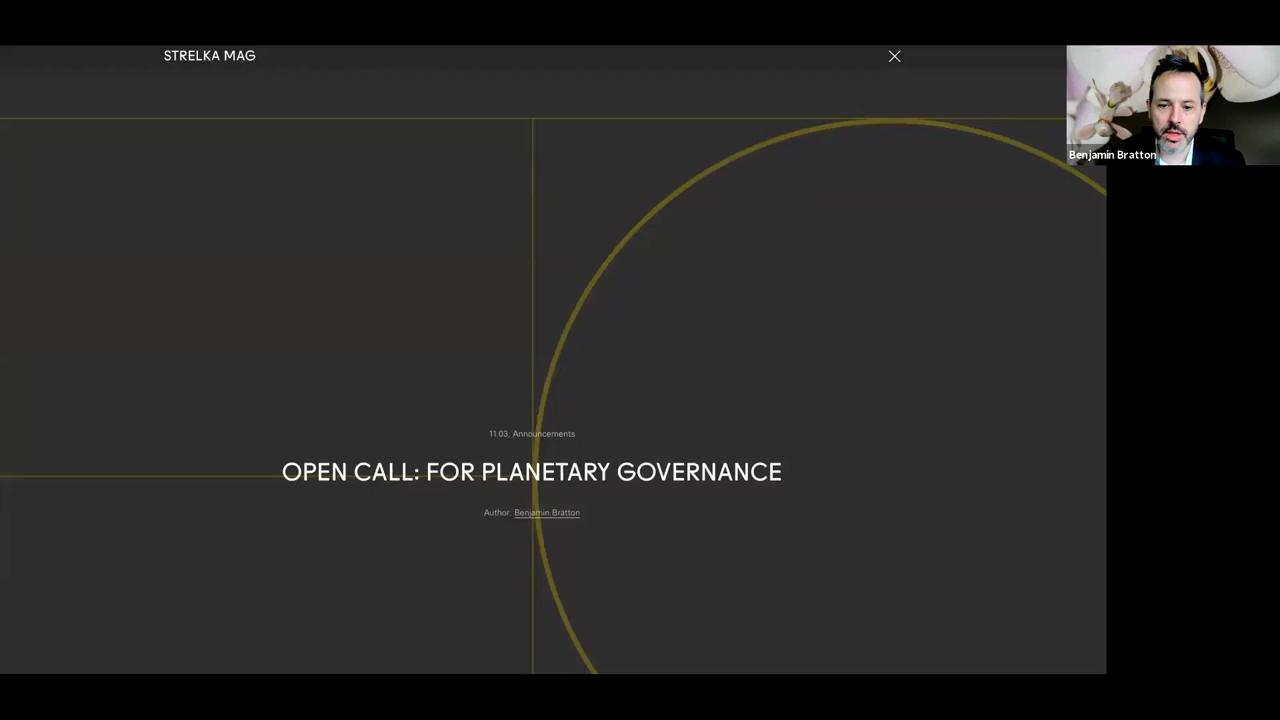 STRELKA MAG
Benjamin Bratton
11.03, Announcements
OPEN CALL: FOR PLANETARY GOVERNANCE
Author: Benjamin Bratton